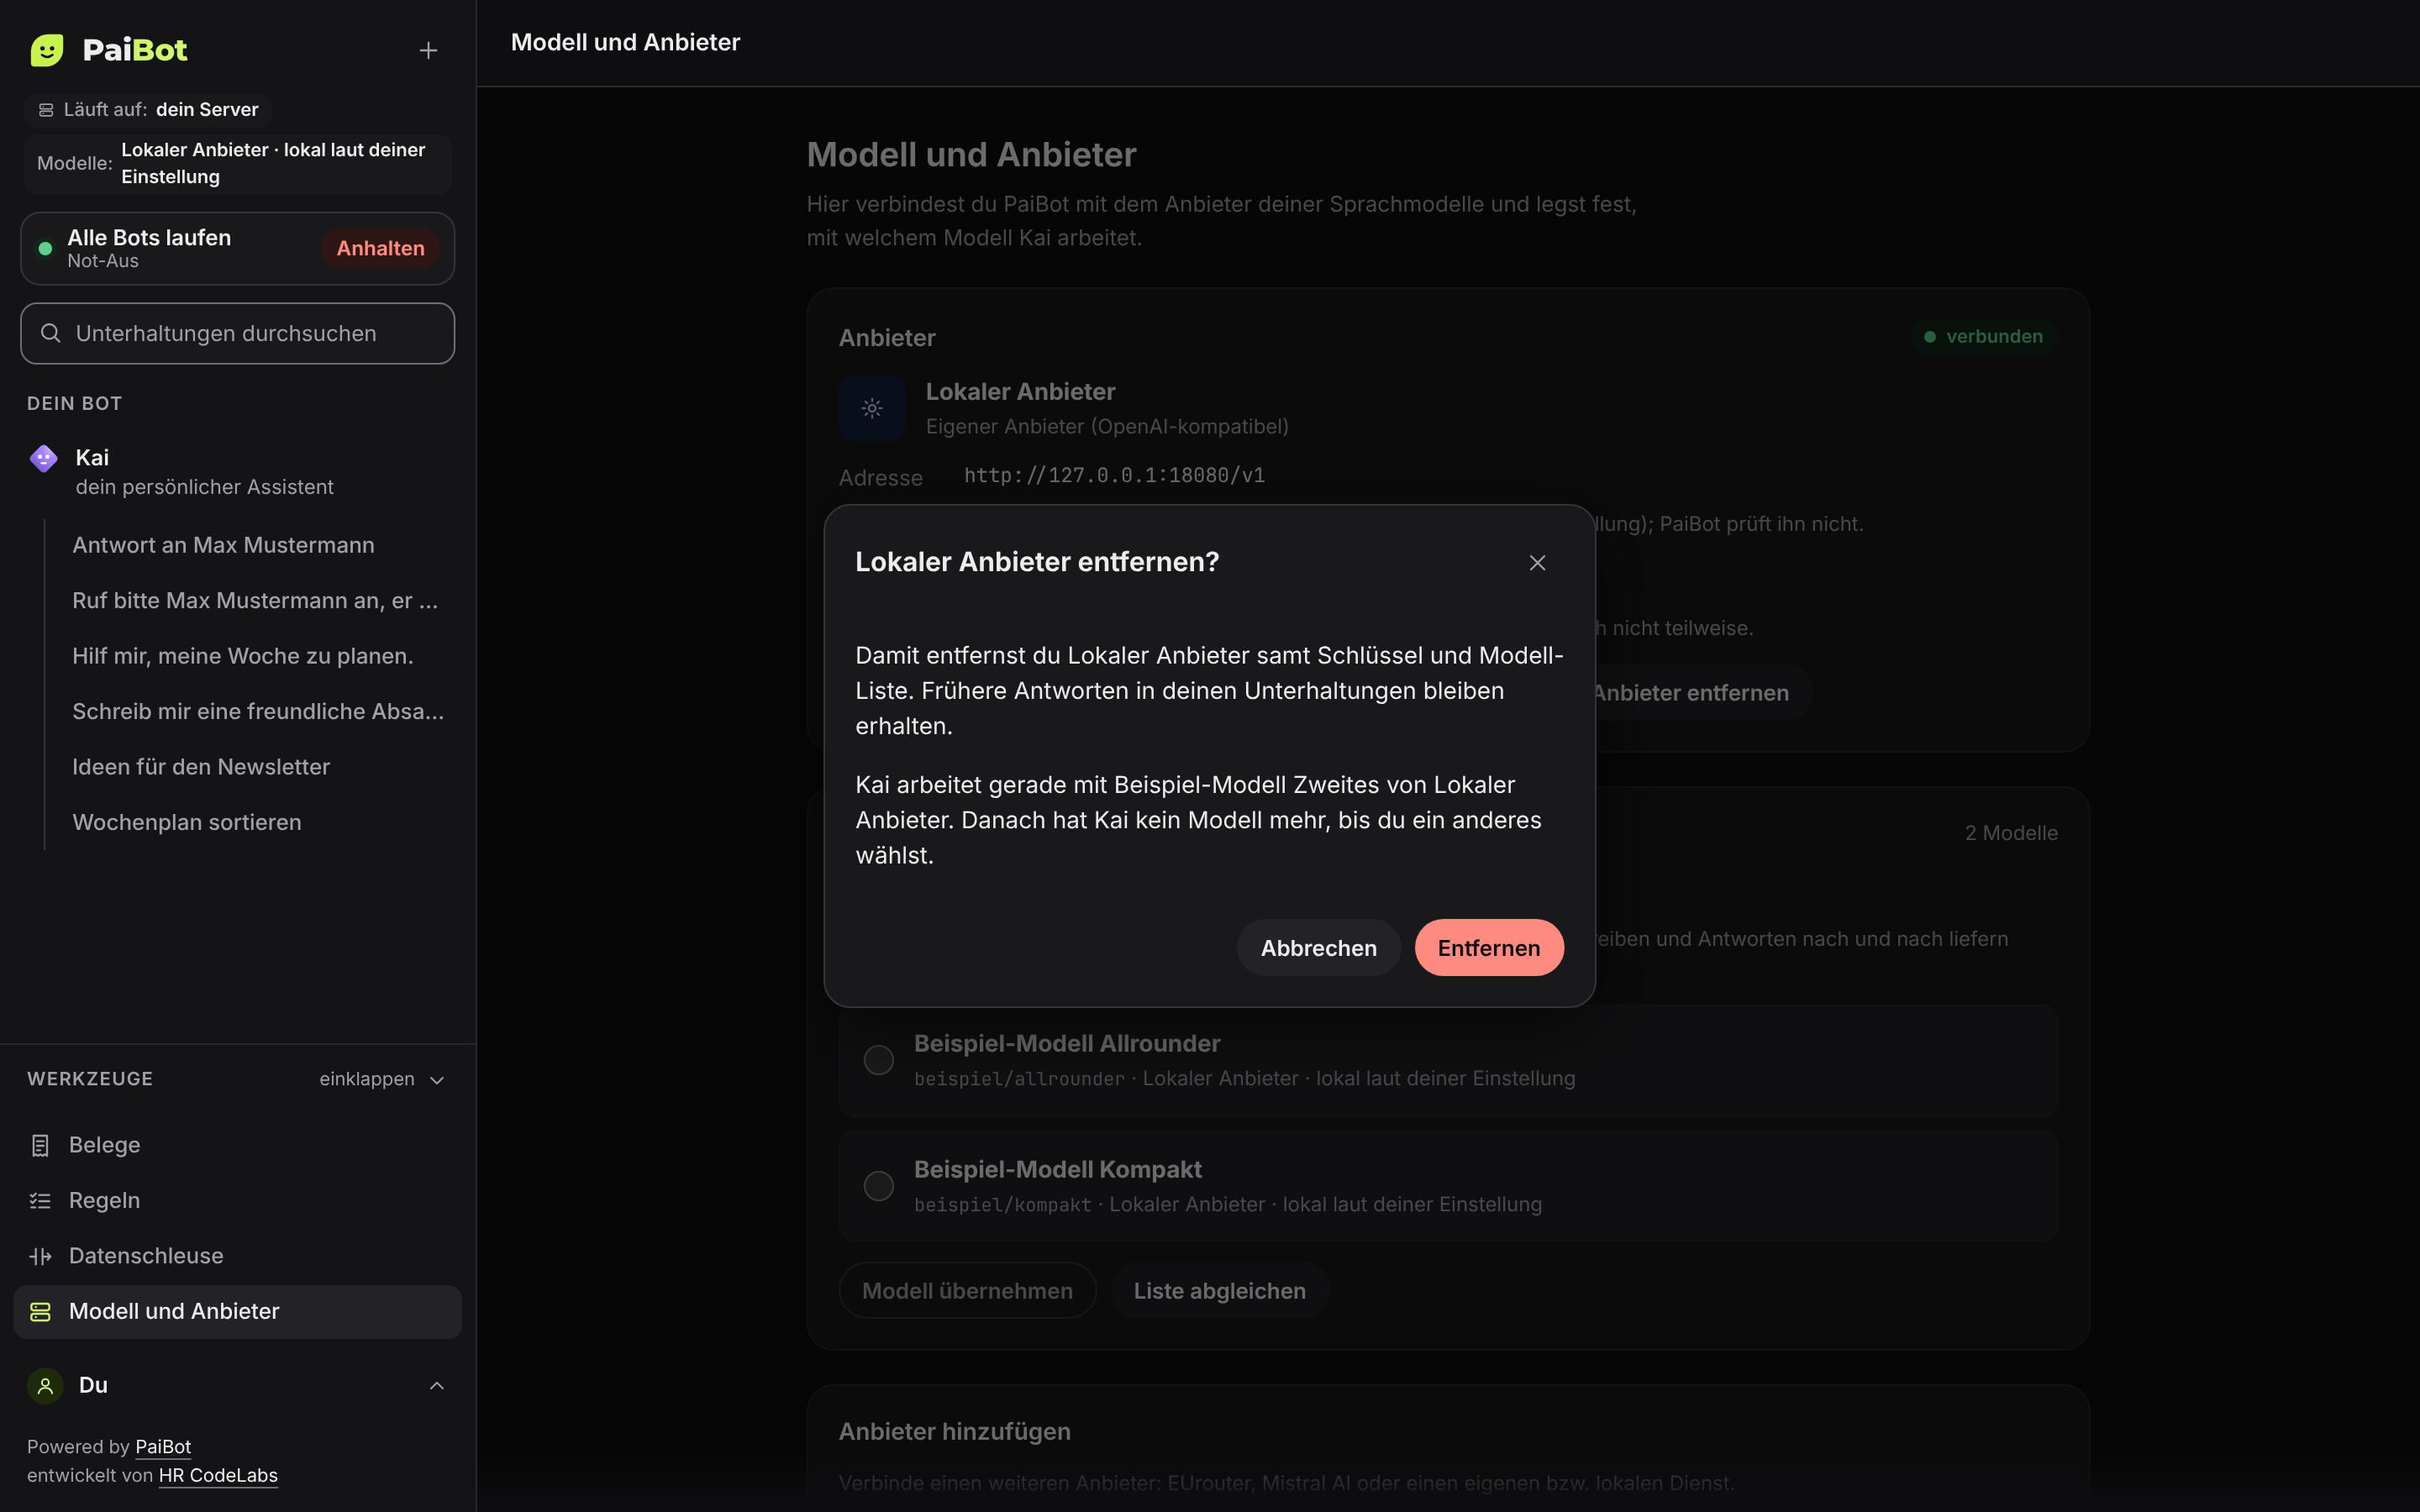 PaiBot
Läuft auf: dein Server
Modelle: Lokaler Anbieter · lokal laut deiner
Einstellung
Alle Bots laufen
Not-Aus
Anhalten
Unterhaltungen durchsuchen
DEIN BOT
Kai
dein persönlicher Assistent
Antwort an Max Mustermann
Ruf bitte Max Mustermann an, er ...
Hilf mir, meine Woche zu planen.
Schreib mir eine freundliche Absa...
Ideen für den Newsletter
Wochenplan sortieren
WERKZEUGE
einklappen
Belege
Regeln
Datenschleuse
Modell und Anbieter
Du
Powered by PaiBot
entwickelt von HR CodeLabs
Modell und Anbieter
Modell und Anbieter
Hier verbindest du PaiBot mit dem Anbieter deiner Sprachmodelle und legst fest,
mit welchem Modell Kai arbeitet.
Anbieter
verbunden
Lokaler Anbieter
Eigener Anbieter (OpenAI-kompatibel)
Adresse http://127.0.0.1:18080/v1
PaiBot prüft ihn nicht.
nicht teilweise.
Anbieter entfernen
Lokaler Anbieter entfernen?
Damit entfernst du Lokaler Anbieter samt Schlüssel und Modell-
Liste. Frühere Antworten in deinen Unterhaltungen bleiben
erhalten.
Kai arbeitet gerade mit Beispiel-Modell Zweites von Lokaler
Anbieter. Danach hat Kai kein Modell mehr, bis du ein anderes
wählst.
Abbrechen
Entfernen
2 Modelle
und Antworten nach und nach liefern
Beispiel-Modell Allrounder
beispiel/allrounder · Lokaler Anbieter · lokal laut deiner Einstellung
Beispiel-Modell Kompakt
beispiel/kompakt · Lokaler Anbieter · lokal laut deiner Einstellung
Modell übernehmen
Liste abgleichen
Anbieter hinzufügen
Verbinde einen weiteren Anbieter: EUrouter, Mistral AI oder einen eigenen bzw. lokalen Dienst.